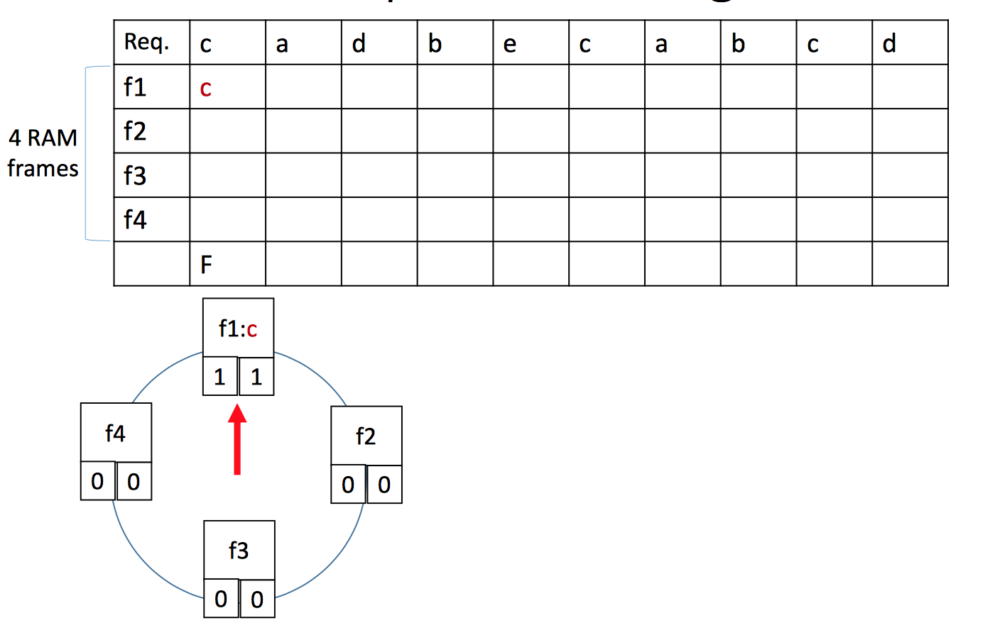 Req. c a d b e c a b c d
f1 c
f2
4 RAM
frames
f3
f4
F
f1:c
1 1
f4
0 0
f2
0 0
f3
0 0